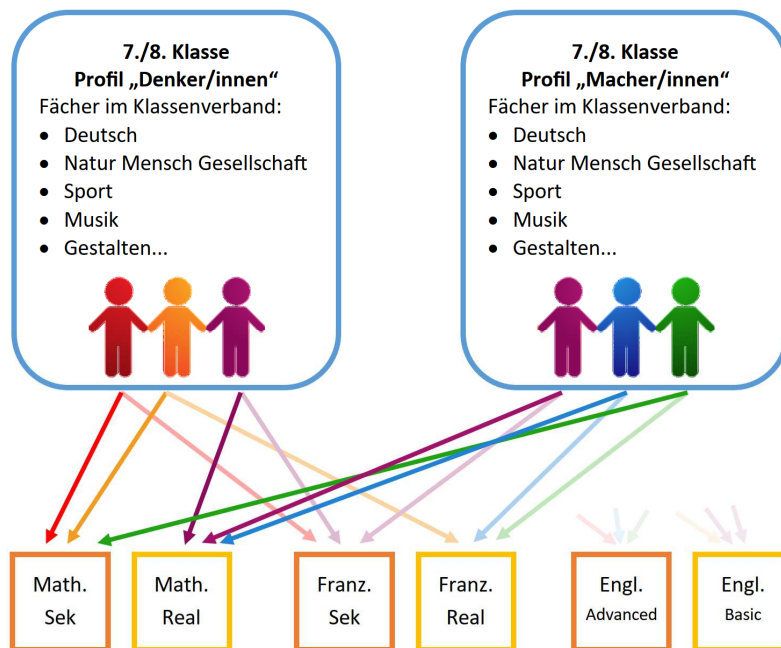 7./8. Klasse
Profil „Denker/innen“
Fächer im Klassenverband:
• Deutsch
• Natur Mensch Gesellschaft
• Sport
• Musik
• Gestalten...
7./8. Klasse
Profil „Macher/innen“
Fächer im Klassenverband:
• Deutsch
• Natur Mensch Gesellschaft
• Sport
• Musik
• Gestalten...
Math.
Sek
Math.
Real
Franz.
Sek
Franz.
Real
Engl.
Advanced
Engl.
Basic